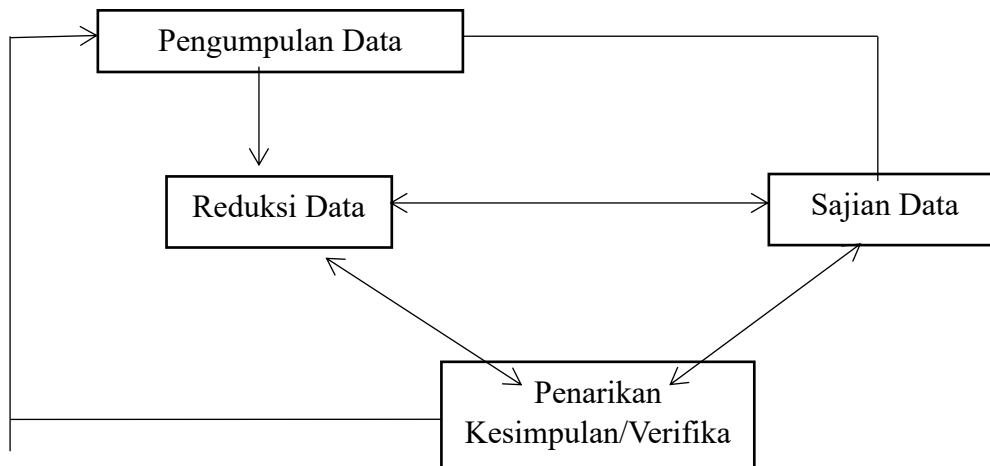 Pengumpulan Data
Reduksi Data
Sajian Data
Penarikan
Kesimpulan/Verifika